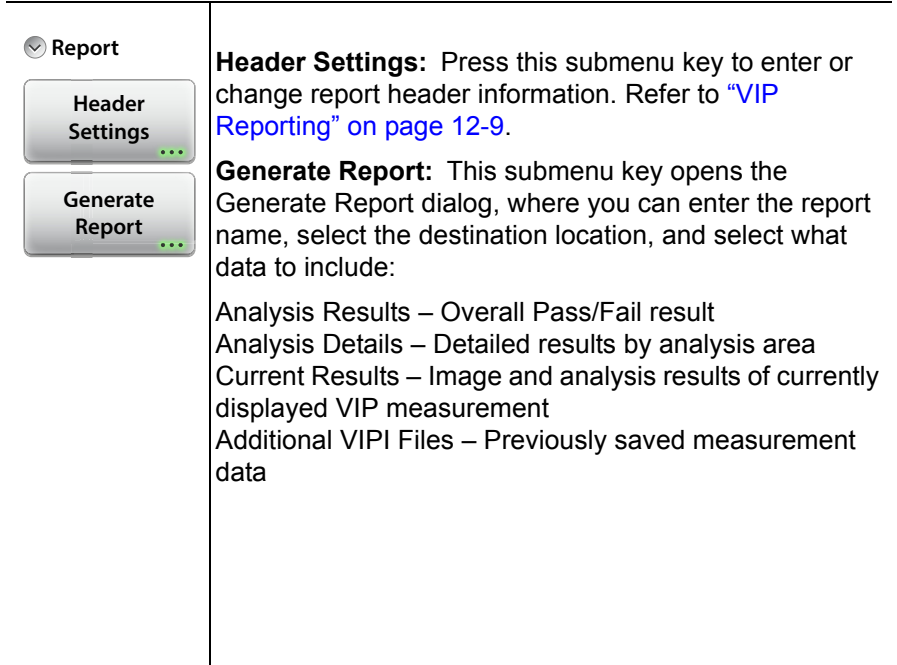 Report
Header
Settings
Generate
Report
Header Settings: Press this submenu key to enter or
change report header information. Refer to “VIP
Reporting” on page 12-9.
Generate Report: This submenu key opens the
Generate Report dialog, where you can enter the report
name, select the destination location, and select what
data to include:
Analysis Results – Overall Pass/Fail result
Analysis Details – Detailed results by analysis area
Current Results – Image and analysis results of currently
displayed VIP measurement
Additional VIPI Files – Previously saved measurement
data